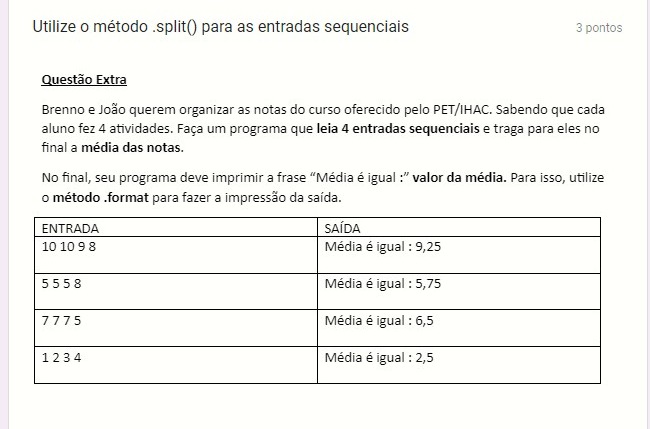 Utilize o método .split() para as entradas sequenciais
3 pontos
Questão Extra
Brenno e João querem organizar as notas do curso oferecido pelo PET/IHAC. Sabendo que cada
aluno fez 4 atividades. Faça um programa que leia 4 entradas sequenciais e traga para eles no
final a média das notas.
No final, seu programa deve imprimir a frase “Média é igual :” valor da média. Para isso, utilize
o método .format para fazer a impressão da saída.
ENTRADA SAÍDA
10 10 9 8 Média é igual : 9,25
5 5 5 8 Média é igual : 5,75
7 7 7 5 Média é igual : 6,5
1 2 3 4 Média é igual : 2,5